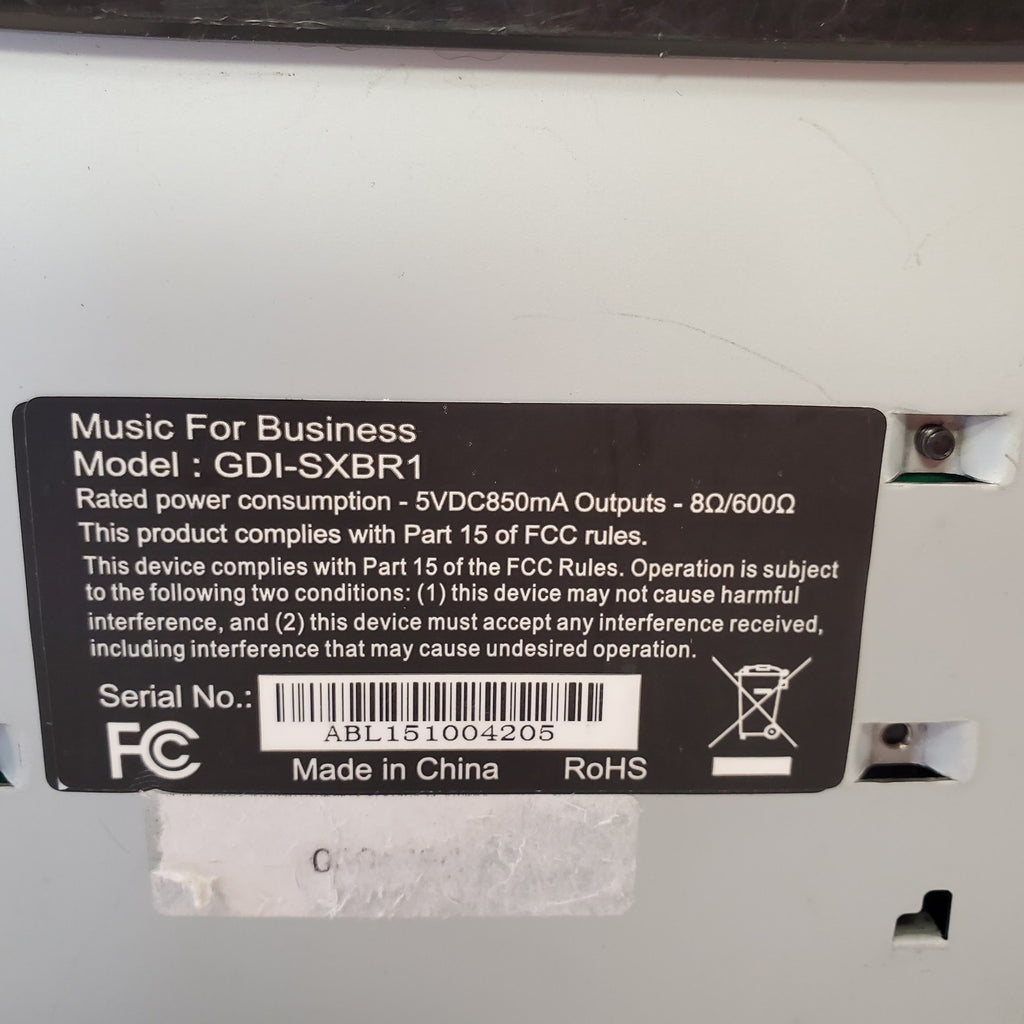 Music For Business
Model : GDI-SXBR1
Rated power consumption - 5VDC850mA Outputs - 8Ω/600Ω
This product complies with Part 15 of FCC rules.
This device complies with Part 15 of the FCC Rules. Operation is subject
to the following two conditions: (1) this device may not cause harmful
interference, and (2) this device must accept any interference received,
including interference that may cause undesired operation.
Serial No.:
ABL151004205
FC
Made in China RoHS